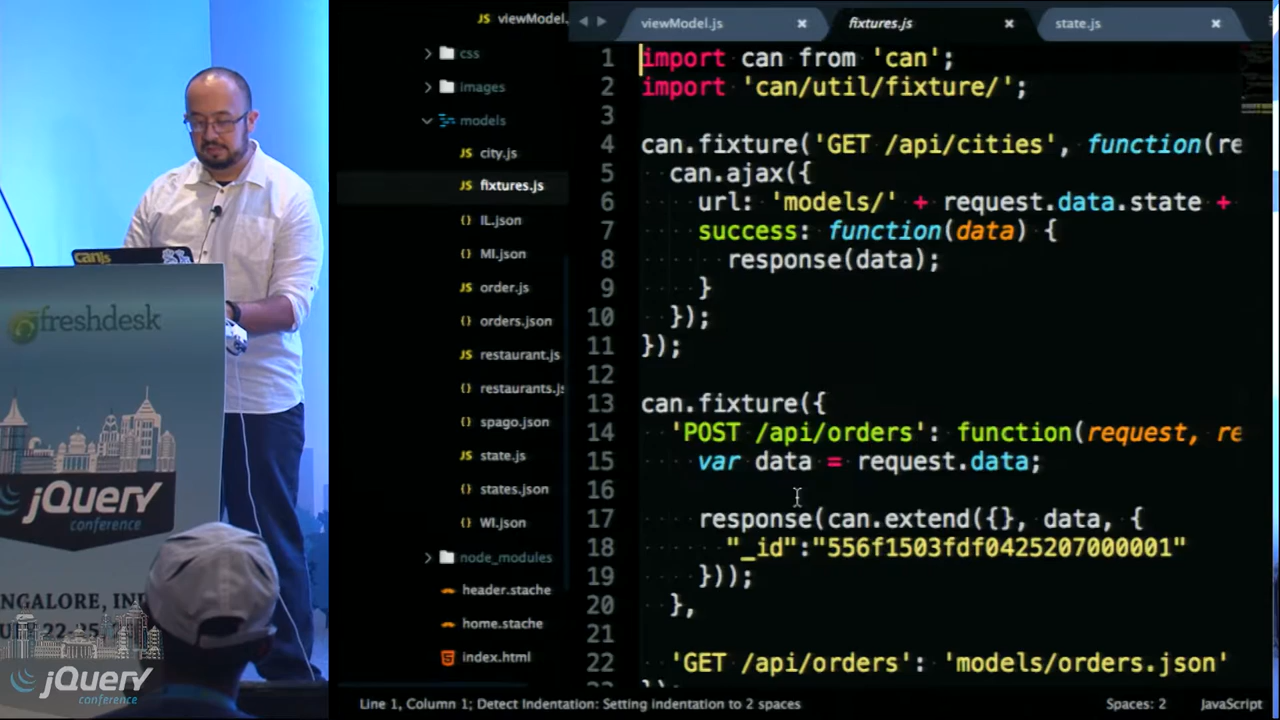 canjs
freshdesk
jQuery
conference
NGALORE, IN
22-25,
jQuery
conference
viewModel.
css
images
models
JS city.js
JS fixtures.js
{} IL.json
{} MI.json
JS order.js
{} orders.json
JS restaurant.js
{} restaurants.js
{} spago.json
JS state.js
{} states.json
{} WI.json
node_modules
header.stache
home.stache
index.html
viewModel.js × fixtures.js × state.js ×
1 import can from 'can';
2 import 'can/util/fixture/';
3
4 can.fixture('GET /api/cities', function(re
5 can.ajax({
6 url: 'models/' + request.data.state +
7 success: function(data) {
8 response(data);
9 }
10 });
11 });
12
13 can.fixture({
14 'POST /api/orders': function(request, re
15 var data = request.data;
16
17 response(can.extend({}, data, {
18 "_id":"556f1503fdf0425207000001"
19 }));
20 },
21
22 'GET /api/orders': 'models/orders.json'
Line 1, Column 1; Detect Indentation: Setting indentation to 2 spaces
Spaces: 2
JavaScript